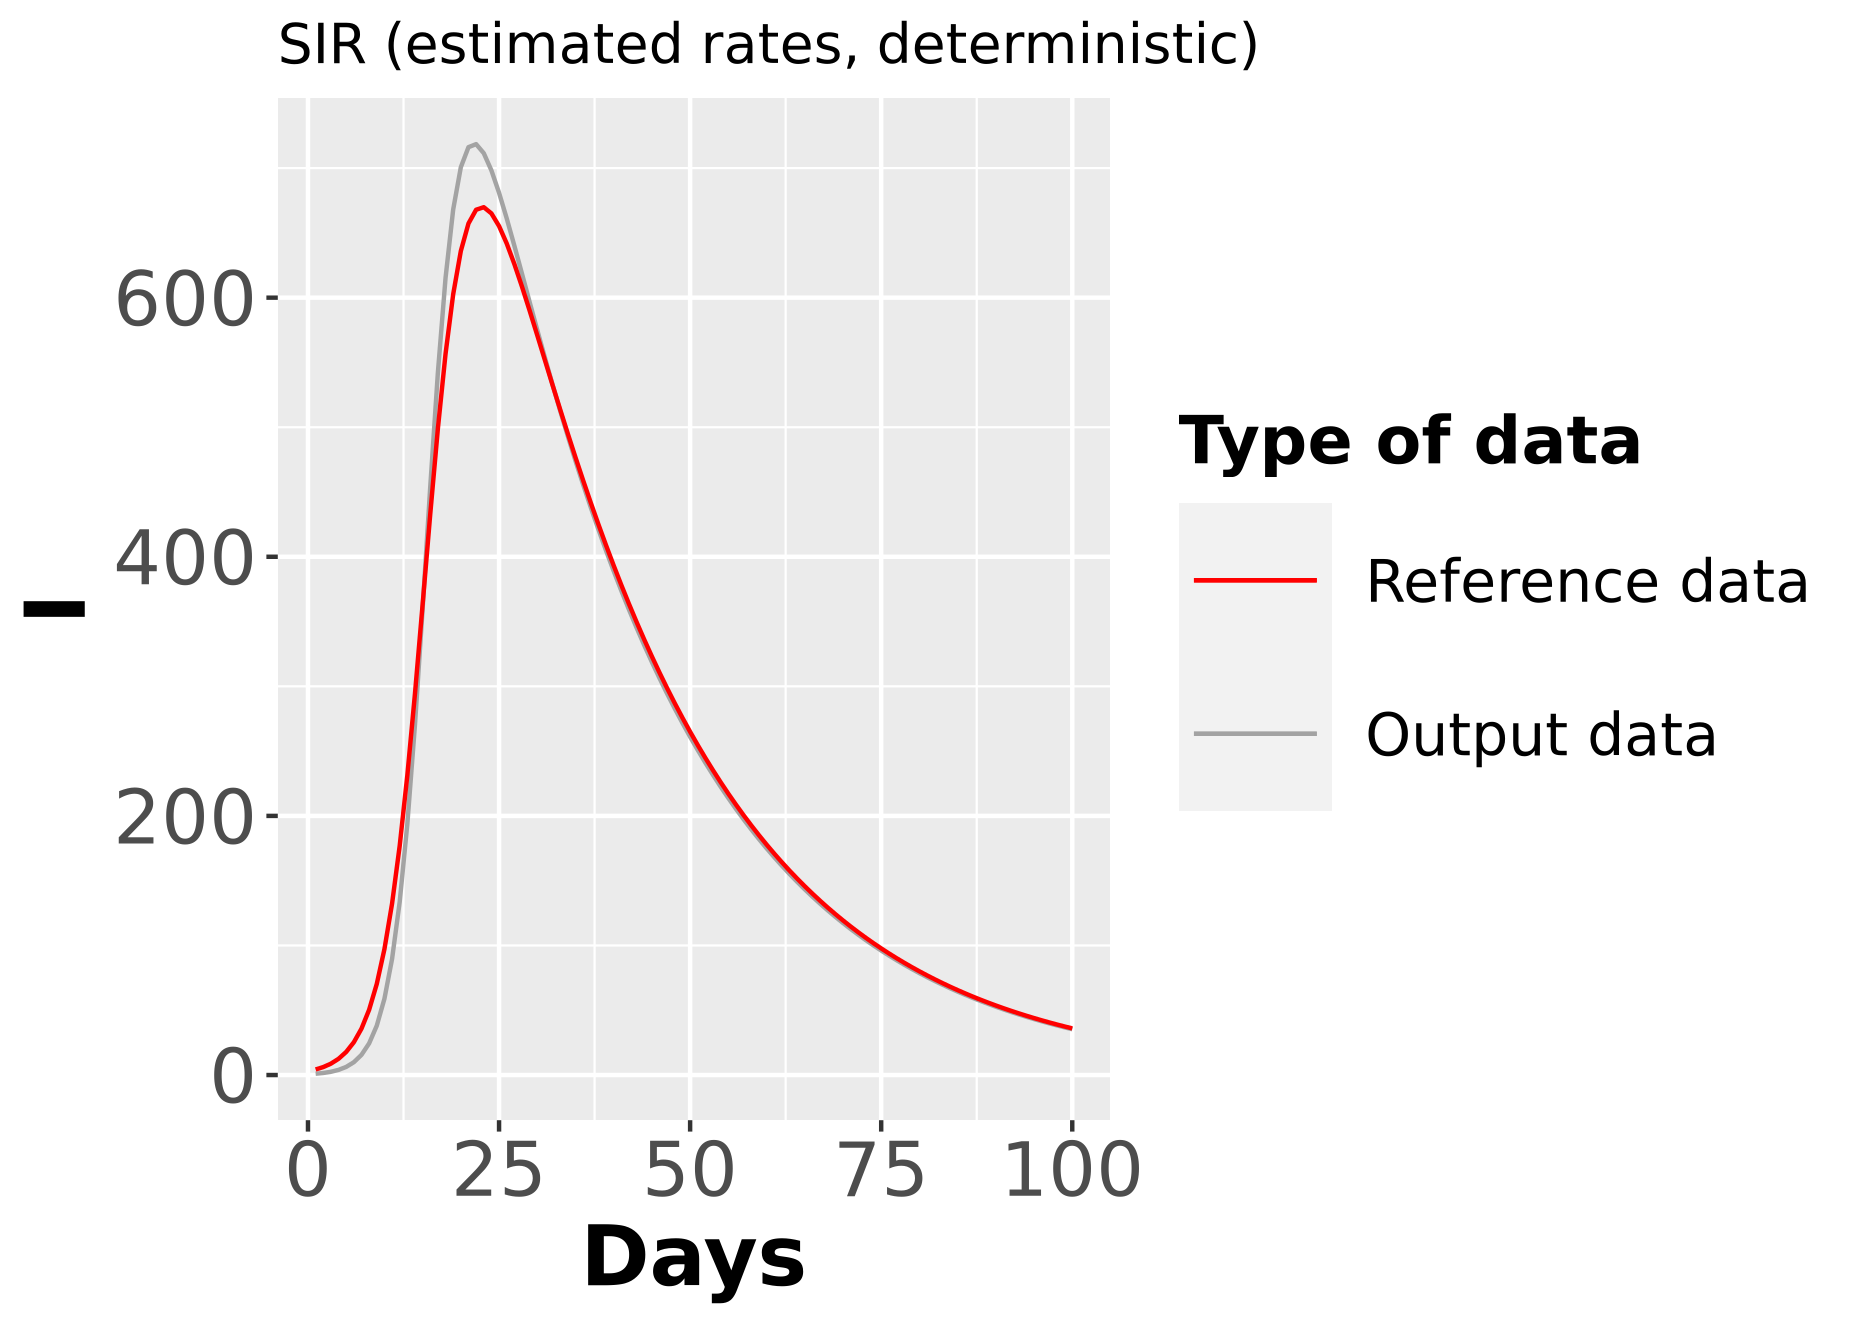 SIR (estimated rates, deterministic)
I
600
400
200
0
0 25 50 75 100
Days
Type of data
Reference data
Output data